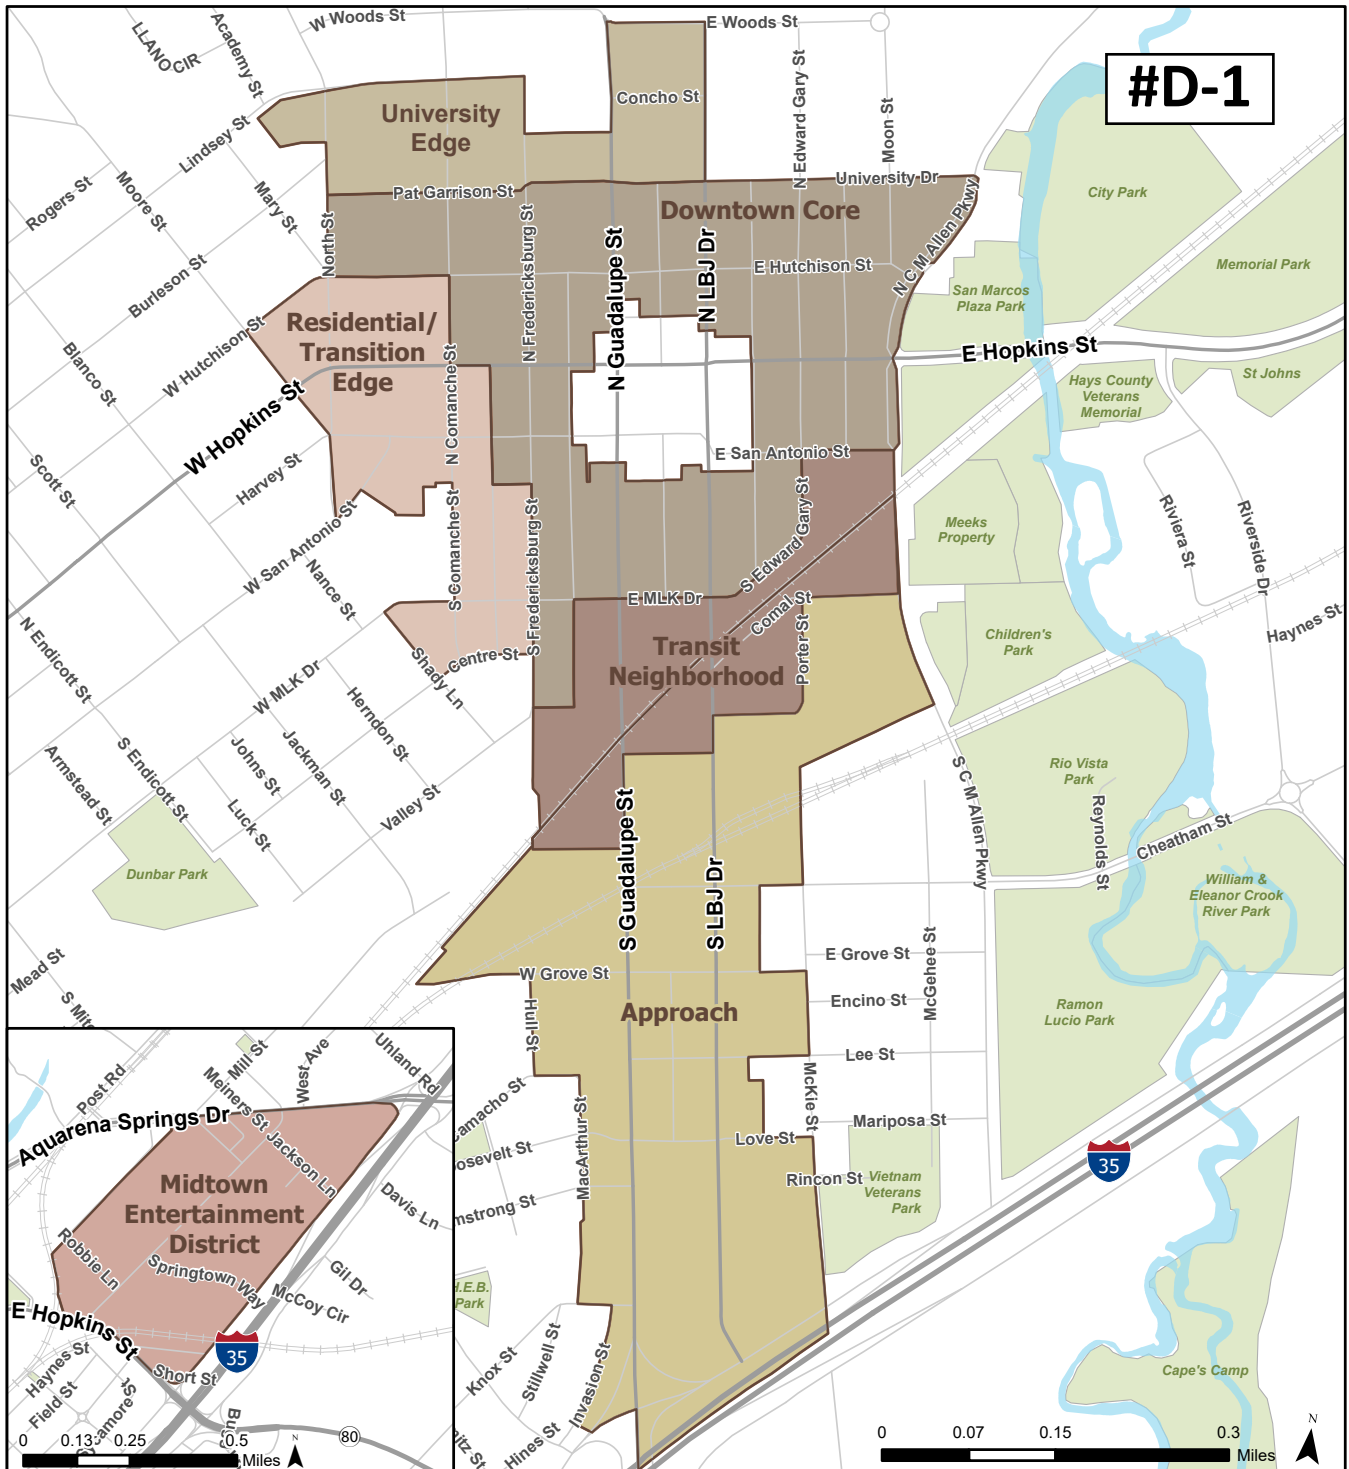 W Woods St
E Woods St
LLANO CIR
Academy St
#D-1
Concho St
N Edward Gary St
Moon St
University
Edge
Lindsey St
Rogers St
Moore St
Mary St
Pat Garrison St
University Dr
City Park
Downtown Core
North St
N Fredericksburg St
N Guadalupe St
N LBJ Dr
N C M Allen Pkwy
E Hutchison St
Memorial Park
Burleson St
San Marcos
Plaza Park
W Hutchison St
Residential/
Transition
Edge
Blanco St
N Comanche St
E Hopkins St
W Hopkins St
Hays County
Veterans
Memorial
St Johns
E San Antonio St
Scott St
Harvey St
W San Antonio St
S Comanche St
S Fredericksburg St
S Edward Gary St
Meeks
Property
Riviera St
Riverside Dr
Nance St
E MLK Dr
Comal St
Porter St
Haynes St
N Endicott St
Transit
Neighborhood
Children's
Park
Centre St
Shady Ln
W MLK Dr
Herndon St
Jackman St
Johns St
S Endicott St
Armstead St
Luck St
Valley St
S Guadalupe St
S LBJ Dr
S C M Allen Pkwy
Rio Vista
Park
Reynolds St
Cheatham St
Dunbar Park
William &
Eleanor Crook
River Park
Mead St
W Grove St
E Grove St
McGehee St
Hull St
Encino St
Approach
Ramon
Lucio Park
Lee St
McKie St
Mariposa St
Love St
Rincon St
Vietnam
Veterans
Park
35
MacArthur St
amacho St
osevelt St
mstrong St
H.E.B.
Park
Knox St
Stillwell St
Invasion St
Hines St
nitz St
Cape's Camp
S Mitc
Post Rd
Mill St
West Ave
Uhland Rd
Meiners St
Aquarena Springs Dr
Jackson Ln
Midtown
Entertainment
District
Davis Ln
Robbie Ln
Springtown Way
Gil Dr
McCoy Cir
E Hopkins St
35
Haynes St
Short St
Field St
80
0 0.13 0.25 0.5
Miles
N
0 0.07 0.15 0.3
Miles
N